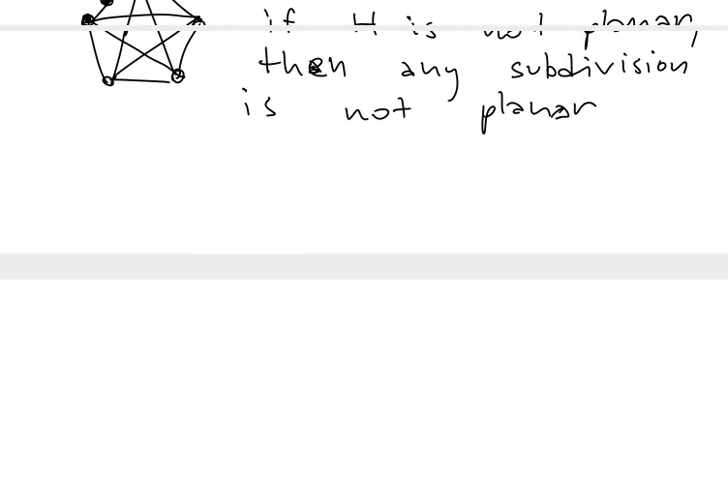 if H is not planar,
then any subdivision
is not planar